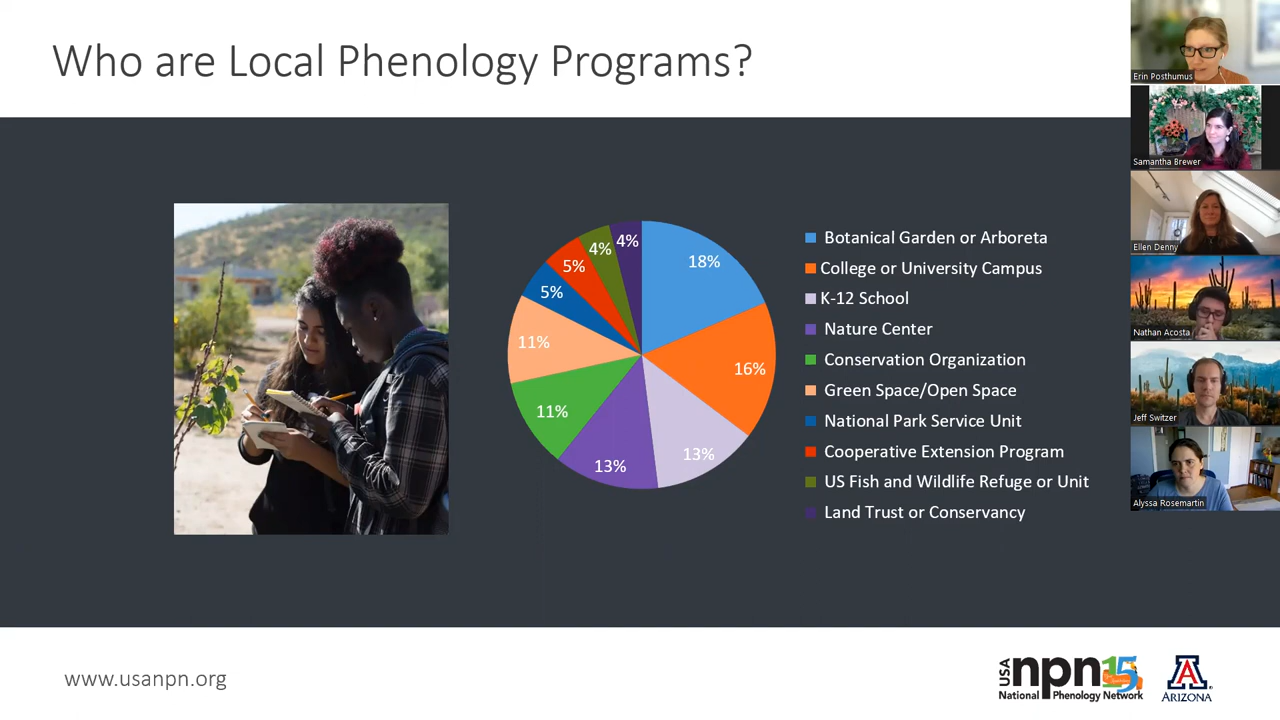 Who are Local Phenology Programs?
Erin Posthumus
Samantha Brewer
Ellen Denny
Nathan Acosta
Jeff Switzer
Alyssa Rosemartin
4%
4%
5%
5%
11%
11%
13%
13%
16%
18%
Botanical Garden or Arboreta
College or University Campus
K-12 School
Nature Center
Conservation Organization
Green Space/Open Space
National Park Service Unit
Cooperative Extension Program
US Fish and Wildlife Refuge or Unit
Land Trust or Conservancy
www.usanpn.org
USA npn 15
National Phenology Network
A
ARIZONA